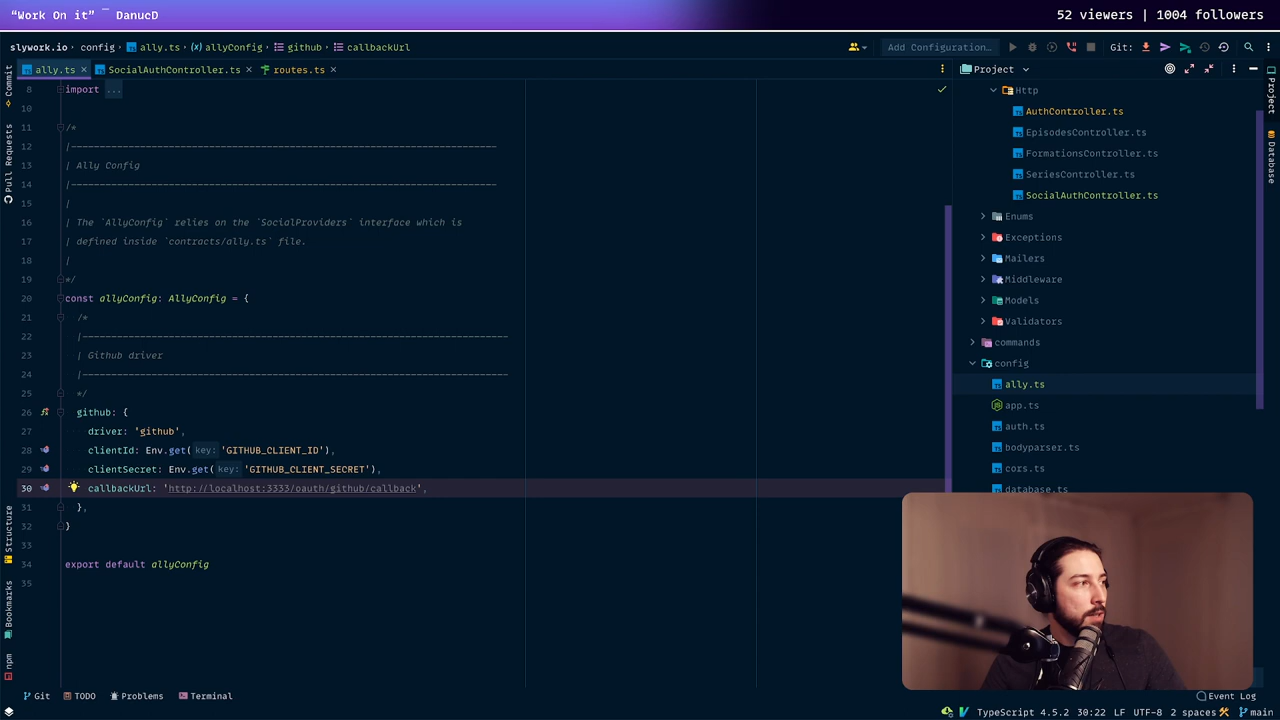 “Work On it” ¯ DanucD
52 viewers | 1004 followers
slywork.io › config › ally.ts › allyConfig › github › callbackUrl
Add Configuration...
Git:
ally.ts
SocialAuthController.ts
routes.ts
Project
Commit
Pull Requests
Structure
Bookmarks
npm
Project
Database
8 import ...
10
11 /*
12 |--------------------------------------------------------------------------
13 | Ally Config
14 |--------------------------------------------------------------------------
15 |
16 | The `AllyConfig` relies on the `SocialProviders` interface which is
17 | defined inside `contracts/ally.ts` file.
18 |
19 */
20 const allyConfig: AllyConfig = {
21 /*
22 |--------------------------------------------------------------------------
23 | Github driver
24 |--------------------------------------------------------------------------
25 */
26 github: {
27 driver: 'github',
28 clientId: Env.get( key: 'GITHUB_CLIENT_ID'),
29 clientSecret: Env.get( key: 'GITHUB_CLIENT_SECRET'),
30 callbackUrl: 'http://localhost:3333/oauth/github/callback',
31 },
32 }
33
34 export default allyConfig
35
Http
AuthController.ts
EpisodesController.ts
FormationsController.ts
SeriesController.ts
SocialAuthController.ts
Enums
Exceptions
Mailers
Middleware
Models
Validators
commands
config
ally.ts
app.ts
auth.ts
bodyparser.ts
cors.ts
database.ts
Git
TODO
Problems
Terminal
Event Log
TypeScript 4.5.2 30:22 LF UTF-8 2 spaces main